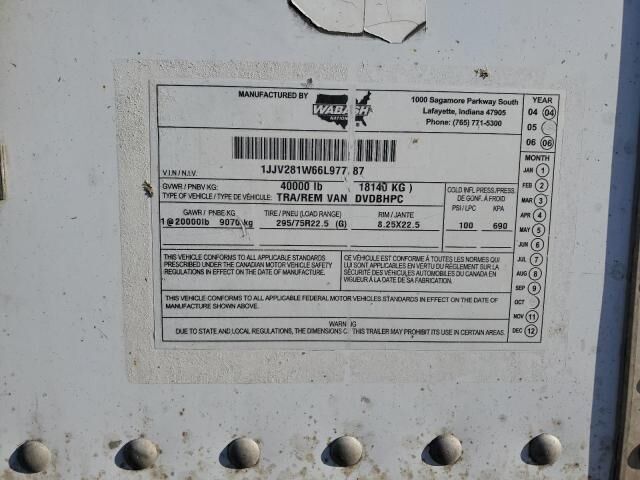 MANUFACTURED BY
WABASH
NATIONAL
1000 Sagamore Parkway South
Lafayette, Indiana 47905
Phone: (765) 771-5300
YEAR
04 04
05
06 06
MONTH
JAN 1
FEB 2
MAR 3
APR 4
MAY 5
JUN 6
JUL 7
AUG 8
SEP 9
OCT
NOV 11
DEC 12
V.I.N./N.I.V. 1JJV281W66L977 87
GVWR / PNBV KG: 40000 lb 18140 KG )
TYPE OF VEHICLE / TYPE DE VÉHICULE: TRA/REM VAN DVDBHPC
COLD INFL PRESS./PRESS.
DE GONF. À FROID
PSI / LPC KPA
100 690
GAWR / PNBE KG TIRE / PNEU (LOAD RANGE) RIM / JANTE
1@20000lb 9070 kg 295/75R22.5 (G) 8.25X22.5
THIS VEHICLE CONFORMS TO ALL APPLICABLE STANDARDS
PRESCRIBED UNDER THE CANADIAN MOTOR VEHICLE SAFETY
REGULATIONS IN EFFECT ON THE DATE OF MANUFACTURE.
CE VÉHICULE EST CONFORME À TOUTES LES NORMES QUI
LUI SONT APPLICABLES EN VERTU DU RÈGLEMENT SUR LA
SÉCURITÉ DES VÉHICULES AUTOMOBILES DU CANADA EN
VIGUEUR À LA DATE DE SA FABRICATION.
THIS VEHICLE CONFORMS TO ALL APPLICABLE FEDERAL MOTOR VEHICLES STANDARDS IN EFFECT ON THE DATE OF
MANUFACTURE SHOWN ABOVE.
WARN NG
DUE TO STATE AND LOCAL REGULATIONS, THE DIMENSIONS C THIS TRAILER MAY NOT BE LEGAL FOR USE IN CERTAIN AREAS.